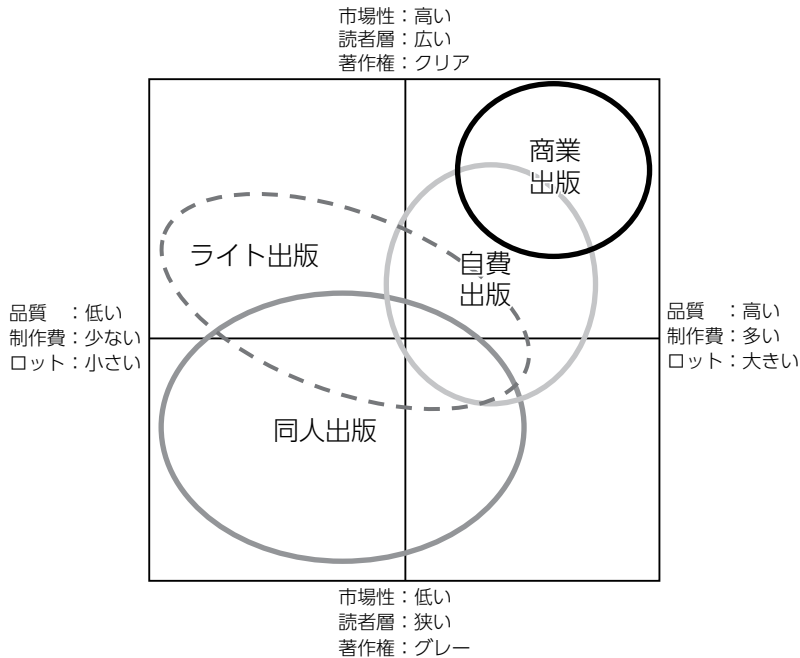 市場性：高い
読者層：広い
著作権：クリア
商業
出版
ライト出版
自費
出版
品質　：低い
制作費：少ない
ロット：小さい
品質　：高い
制作費：多い
ロット：大きい
同人出版
市場性：低い
読者層：狭い
著作権：グレー